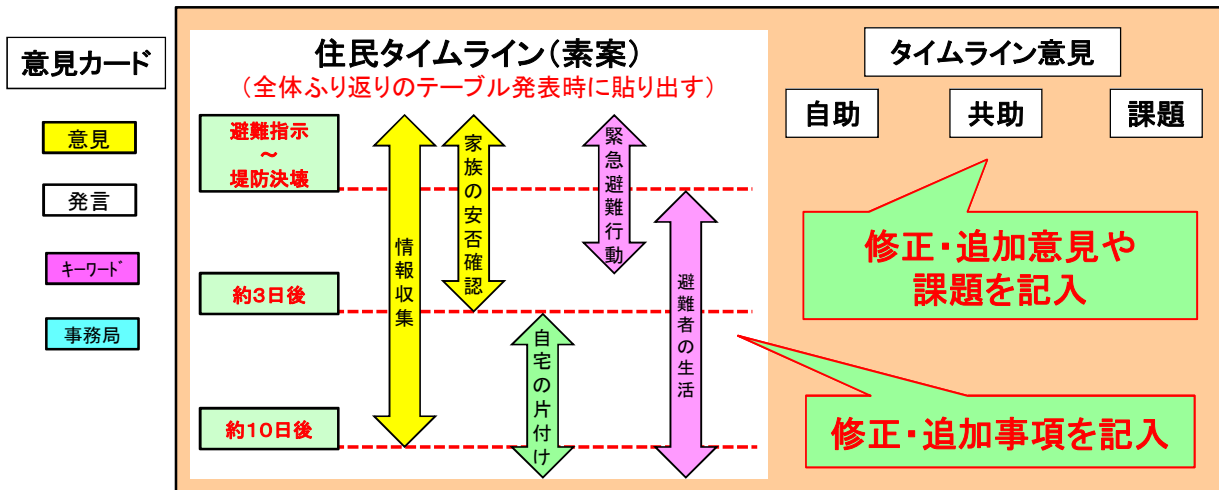 意見カード
意見
発言
キーワード
事務局
住民タイムライン(素案)
(全体ふり返りのテーブル発表時に貼り出す)
避難指示
~
堤防決壊
約3日後
約10日後
情報収集
家族の安否確認
自宅の片付け
緊急避難行動
避難者の生活
タイムライン意見
自助
共助
課題
修正・追加意見や
課題を記入
修正・追加事項を記入